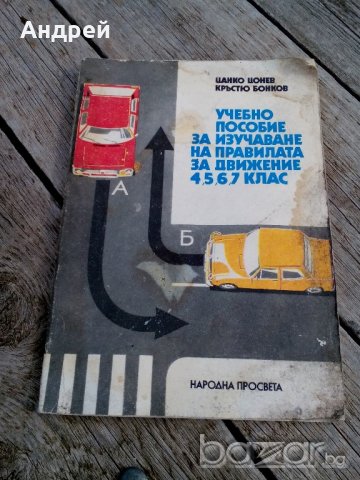 Андрей
ЦАНКО ЦОНЕВ
КРЪСТЮ БОНКОВ
УЧЕБНО
ПОСОБИЕ
ЗА ИЗУЧАВАНЕ
НА ПРАВИЛАТА
ЗА ДВИЖЕНИЕ
4,5,6,7 КЛАС
А
Б
НАРОДНА ПРОСВЕТА
bazar.bg